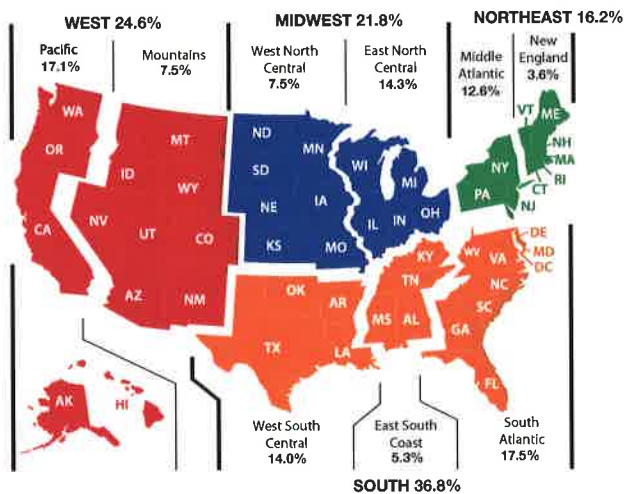 WEST 24.6%
MIDWEST 21.8%
NORTHEAST 16.2%
Pacific
17.1%
Mountains
7.5%
West North
Central
7.5%
East North
Central
14.3%
Middle
Atlantic
12.6%
New
England
3.6%
WA
OR
CA
MT
ID
WY
NV
UT
CO
AZ
NM
ND
MN
SD
NE
IA
KS
MO
WI
MI
IL
IN
OH
VT
ME
NH
MA
NY
RI
CT
PA
NJ
DE
MD
DC
WV
VA
KY
NC
TN
SC
OK
AR
MS
AL
GA
TX
LA
FL
AK
HI
West South
Central
14.0%
East South
Coast
5.3%
South
Atlantic
17.5%
SOUTH 36.8%